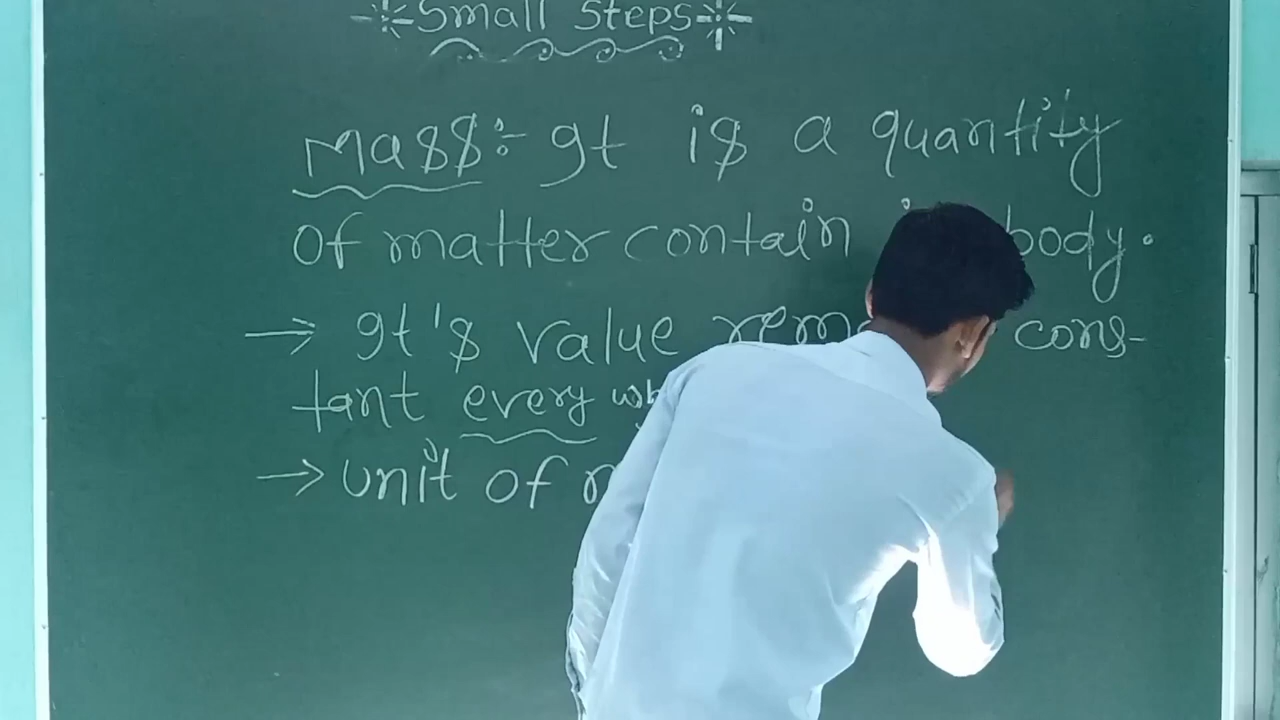 Small Steps
Mass:- It is a quantity
of matter contain body.
→ It's value cons-
tant every
→ unit of